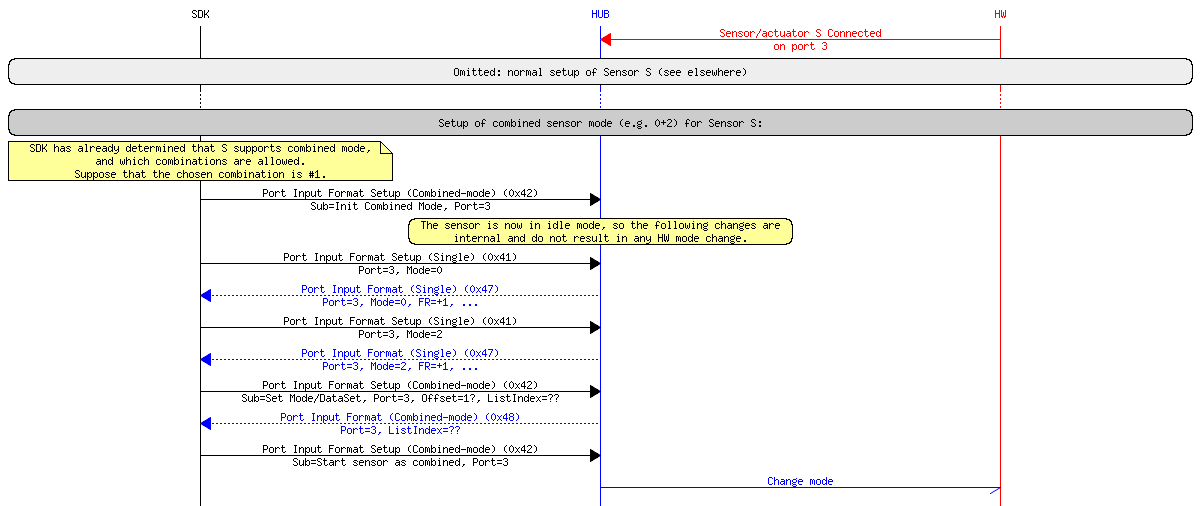 SDK
HUB
HW
Sensor/actuator S Connected
on port 3
Omitted: normal setup of Sensor S (see elsewhere)
Setup of combined sensor mode (e.g. 0+2) for Sensor S:
SDK has already determined that S supports combined mode,
and which combinations are allowed.
Suppose that the chosen combination is #1.
Port Input Format Setup (Combined-mode) (0x42)
Sub=Init Combined Mode, Port=3
The sensor is now in idle mode, so the following changes are
internal and do not result in any HW mode change.
Port Input Format Setup (Single) (0x41)
Port=3, Mode=0
Port Input Format (Single) (0x47)
Port=3, Mode=0, FR=+1, ...
Port Input Format Setup (Single) (0x41)
Port=3, Mode=2
Port Input Format (Single) (0x47)
Port=3, Mode=2, FR=+1, ...
Port Input Format Setup (Combined-mode) (0x42)
Sub=Set Mode/DataSet, Port=3, Offset=1?, ListIndex=??
Port Input Format (Combined-mode) (0x48)
Port=3, ListIndex=??
Port Input Format Setup (Combined-mode) (0x42)
Sub=Start sensor as combined, Port=3
Change mode